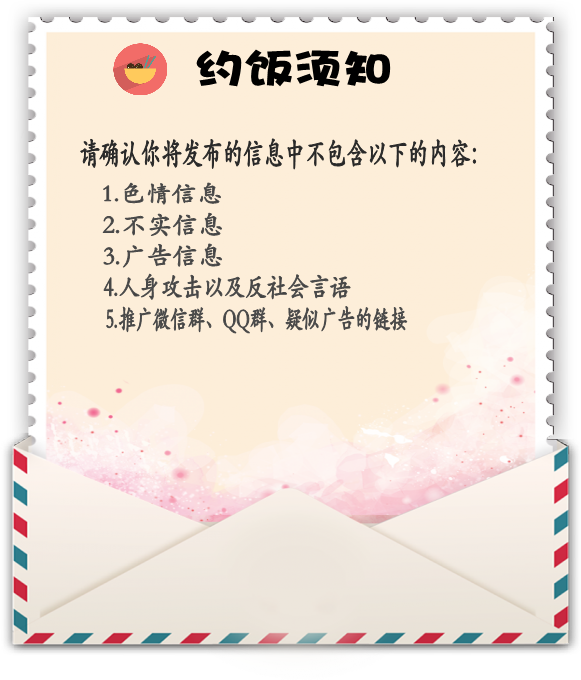 约饭须知
请确认你将发布的信息中不包含以下的内容:
1.色情信息
2.不实信息
3.广告信息
4.人身攻击以及反社会言语
5.推广微信群、QQ群、疑似广告的链接